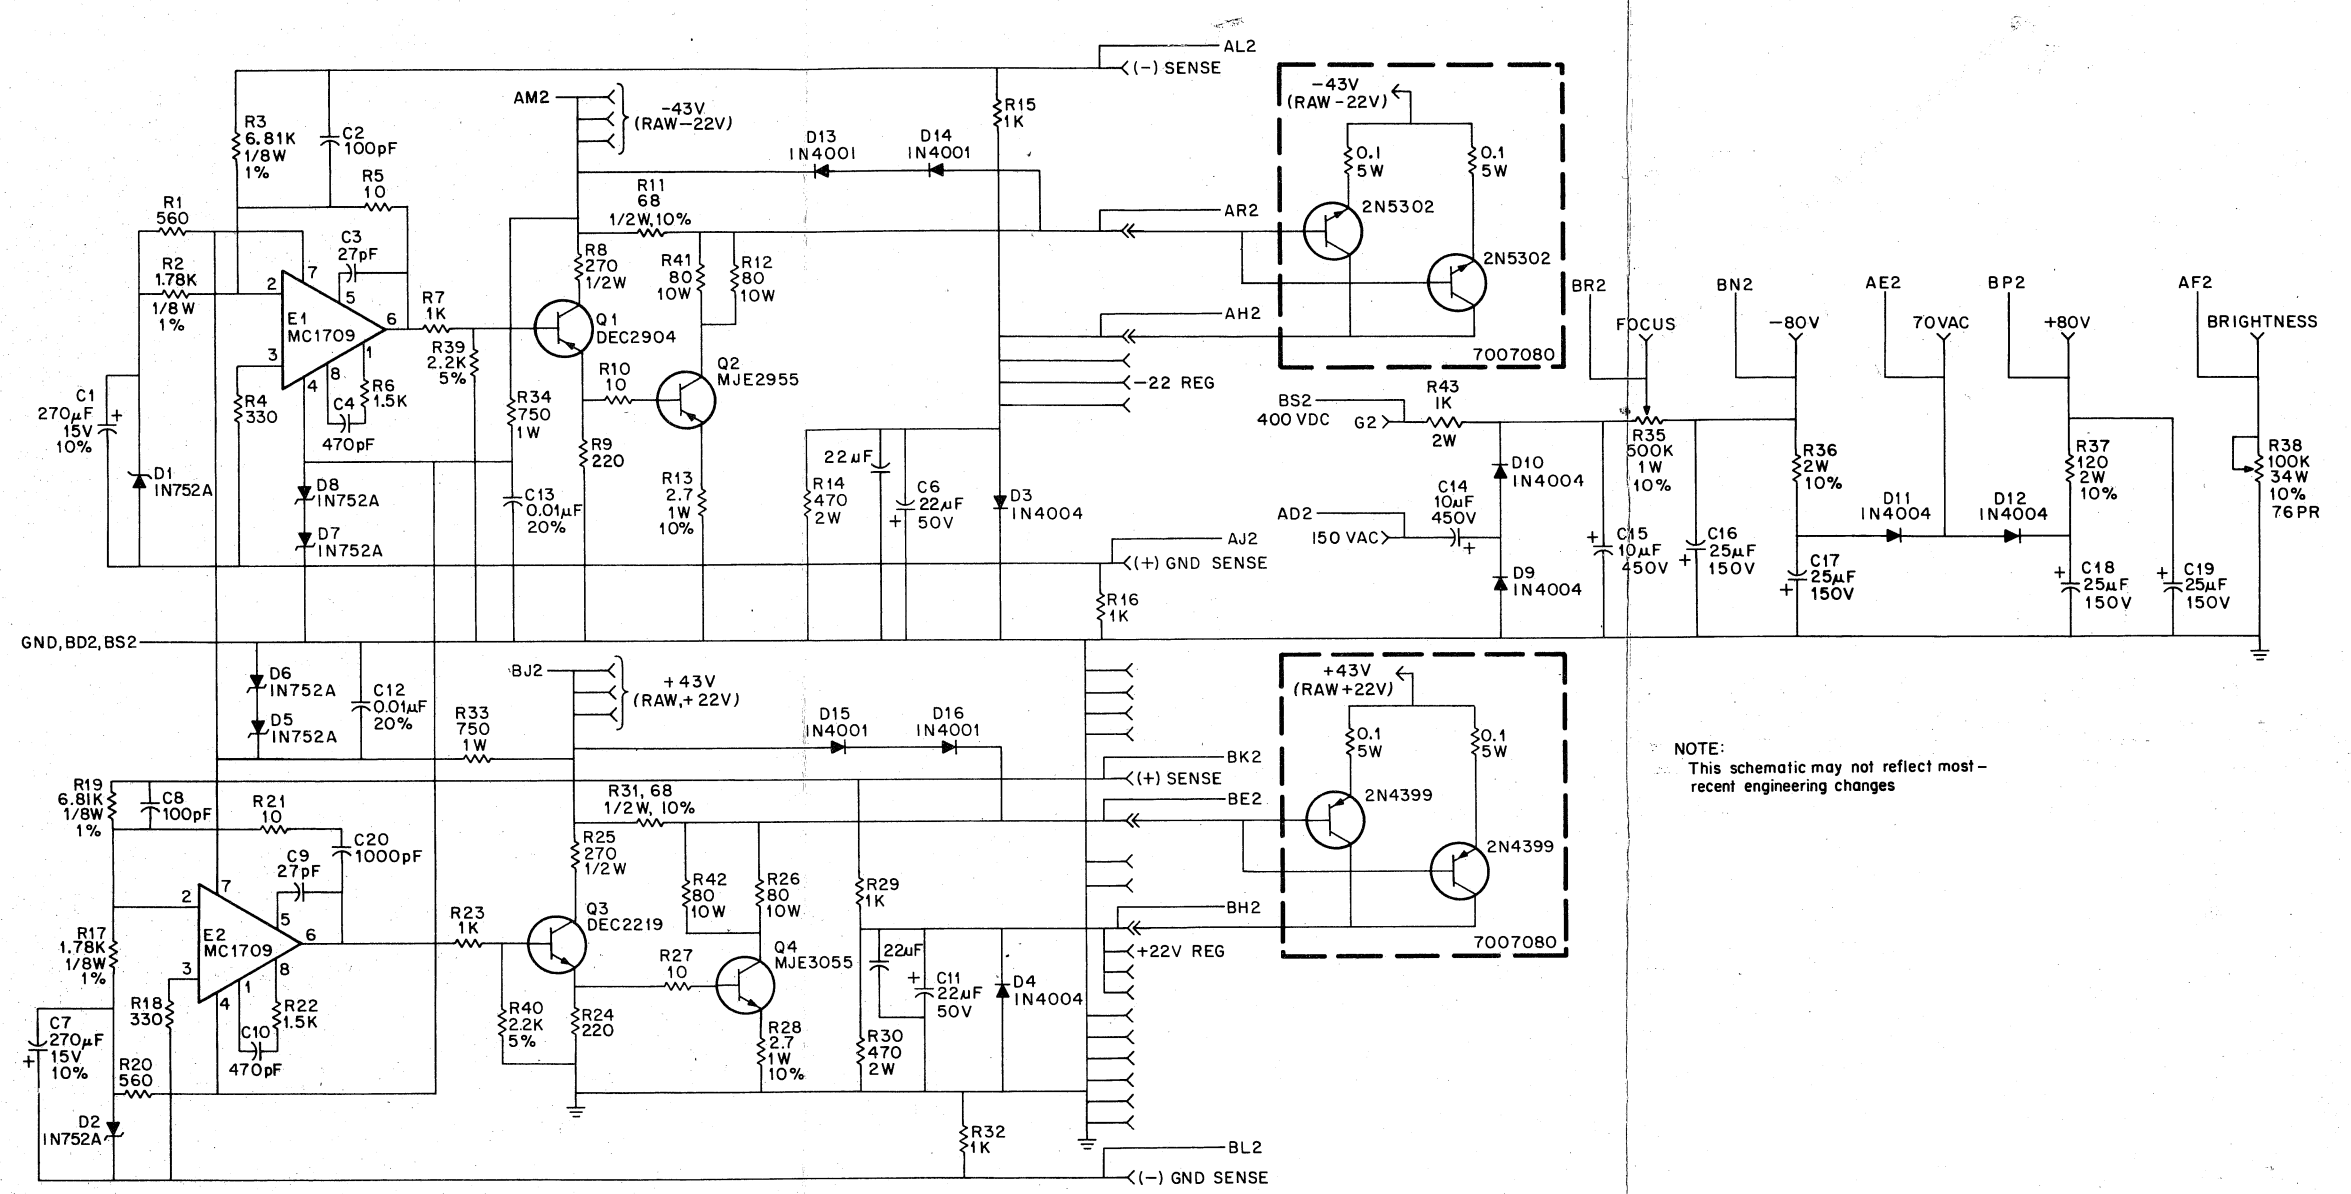 AL2
(-) SENSE
R3
6.81K
1/8W
1%
C2
100pF
R5
10
AM2
-43V
(RAW-22V)
D13
1N4001
D14
1N4001
R15
1K
-43V
(RAW-22V)
0.1
5W
0.1
5W
R1
560
R11
68
1/2W,10%
AR2
2N5302
2N5302
C3
27pF
R2
1.78K
1/8W
1%
R8
270
1/2W
R41
80
10W
R12
80
10W
2
7
5
6
3
4
8
1
E1
MC1709
R7
1K
Q1
DEC2904
AH2
7007080
R39
2.2K
5%
R10
10
Q2
MJE2955
-22 REG
C1
270µF
15V
10%
+
R4
330
R6
1.5K
C4
470pF
R34
750
1W
R9
220
R13
2.7
1W
10%
22µF
R14
470
2W
C6
22µF
50V
+
D3
1N4004
D1
1N752A
D8
1N752A
D7
1N752A
C13
0.01µF
20%
AJ2
(+) GND SENSE
R16
1K
BR2
FOCUS
BN2
-80V
AE2
70VAC
BP2
+80V
AF2
BRIGHTNESS
BS2
400 VDC
G2
R43
1K
2W
R35
500K
1W
10%
R36
2W
10%
R37
120
2W
10%
R38
100K
34W
10%
76PR
D10
1N4004
C14
10µF
450V
+
AD2
150 VAC
D9
1N4004
C15
10µF
450V
+
C16
25µF
150V
+
C17
25µF
150V
+
D11
1N4004
D12
1N4004
C18
25µF
150V
+
C19
25µF
150V
+
GND,BD2,BS2
D6
1N752A
D5
1N752A
C12
0.01µF
20%
BJ2
+43V
(RAW,+22V)
R33
750
1W
D15
1N4001
D16
1N4001
BK2
(+) SENSE
BE2
+43V
(RAW+22V)
0.1
5W
0.1
5W
2N4399
2N4399
7007080
NOTE:
This schematic may not reflect most-
recent engineering changes
R19
6.81K
1/8W
1%
C8
100pF
R21
10
C20
1000pF
C9
27pF
R31, 68
1/2W, 10%
R25
270
1/2W
R42
80
10W
R26
80
10W
R29
1K
BH2
+22V REG
2
7
5
6
3
4
1
8
E2
MC1709
R17
1.78K
1/8W
1%
R23
1K
Q3
DEC2219
R27
10
Q4
MJE3055
22µF
C11
22µF
50V
+
D4
1N4004
R18
330
R22
1.5K
C10
470pF
R40
2.2K
5%
R24
220
R28
2.7
1W
10%
R30
470
2W
C7
270µF
15V
10%
+
R20
560
D2
1N752A
R32
1K
BL2
(-) GND SENSE